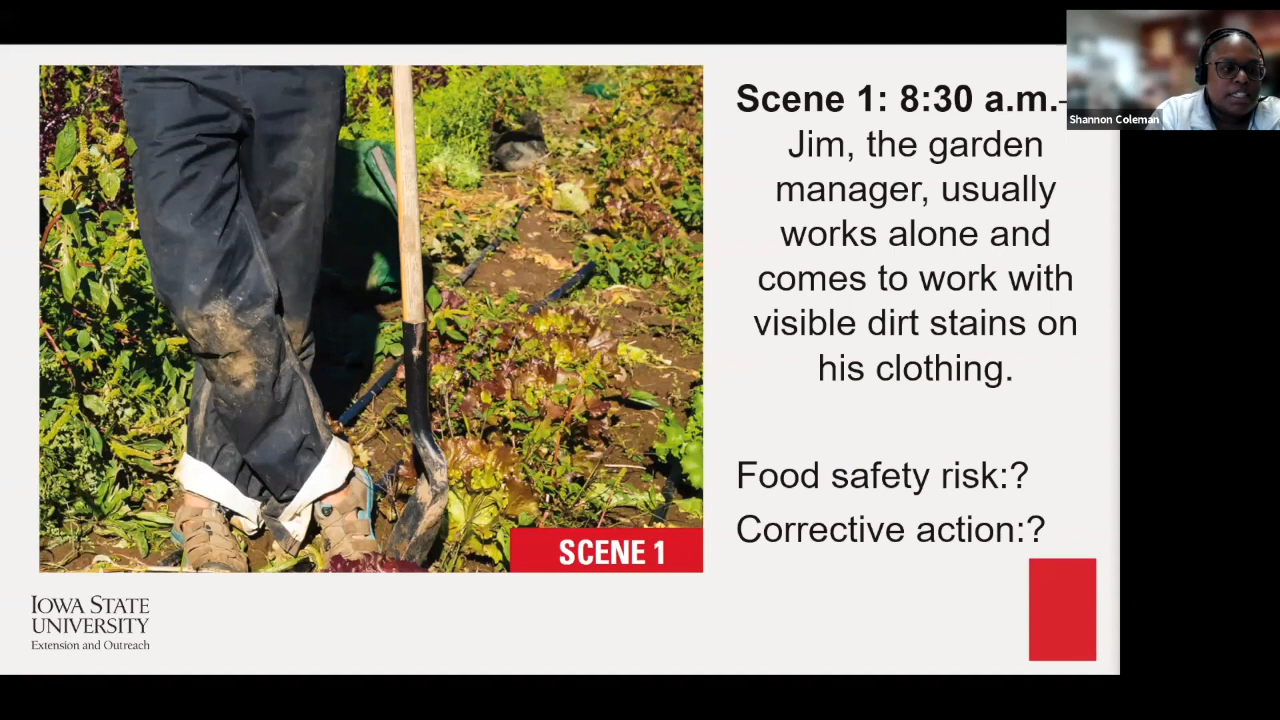 Scene 1: 8:30 a.m.–
Jim, the garden
manager, usually
works alone and
comes to work with
visible dirt stains on
his clothing.
Food safety risk:?
Corrective action:?
SCENE 1
IOWA STATE
UNIVERSITY
Extension and Outreach
Shannon Coleman